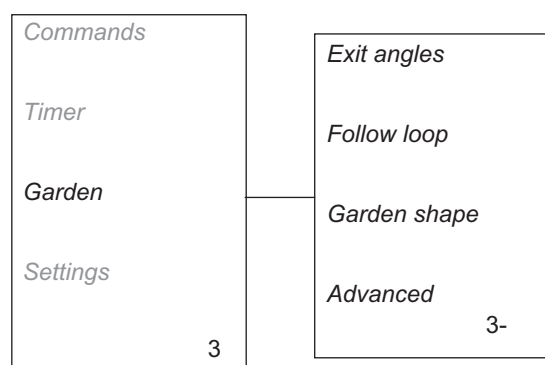 Commands
Timer
Garden
Settings
3
Exit angles
Follow loop
Garden shape
Advanced
3-